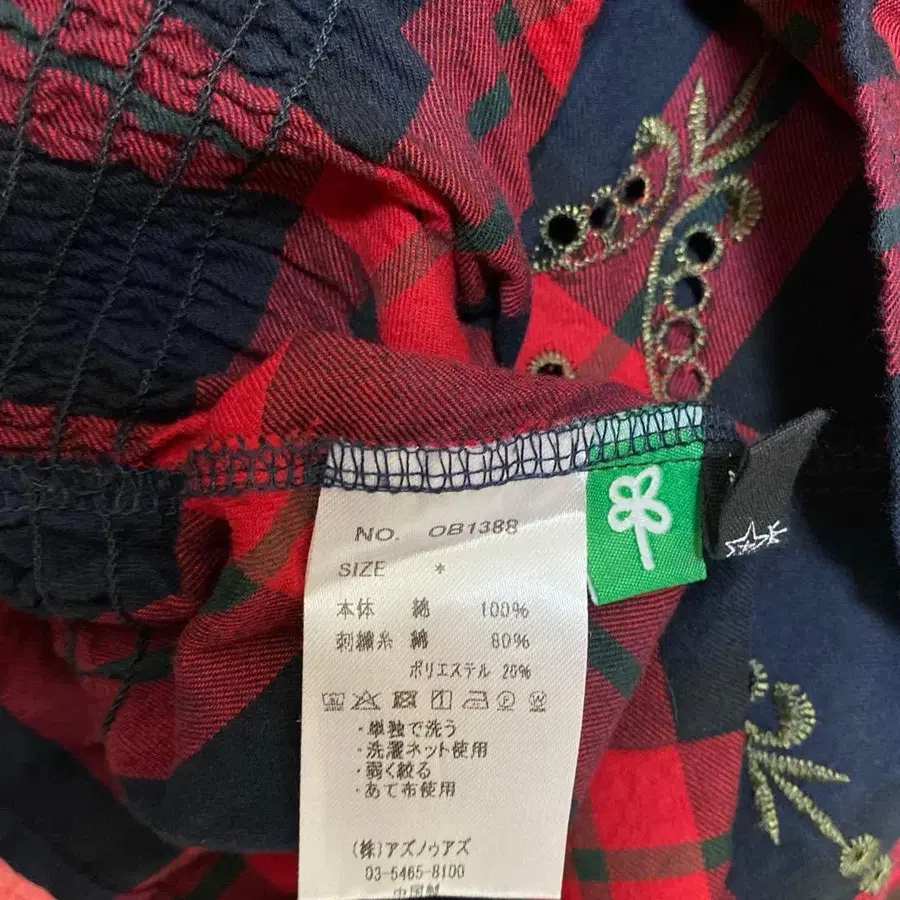 NO. OB1388
SIZE *
本体 綿 100%
刺繍糸 綿 80%
ポリエステル 20%
・単独で洗う
・洗濯ネット使用
・弱く絞る
・あて布使用
(株)アズノゥアズ
03-5465-8100
中国製